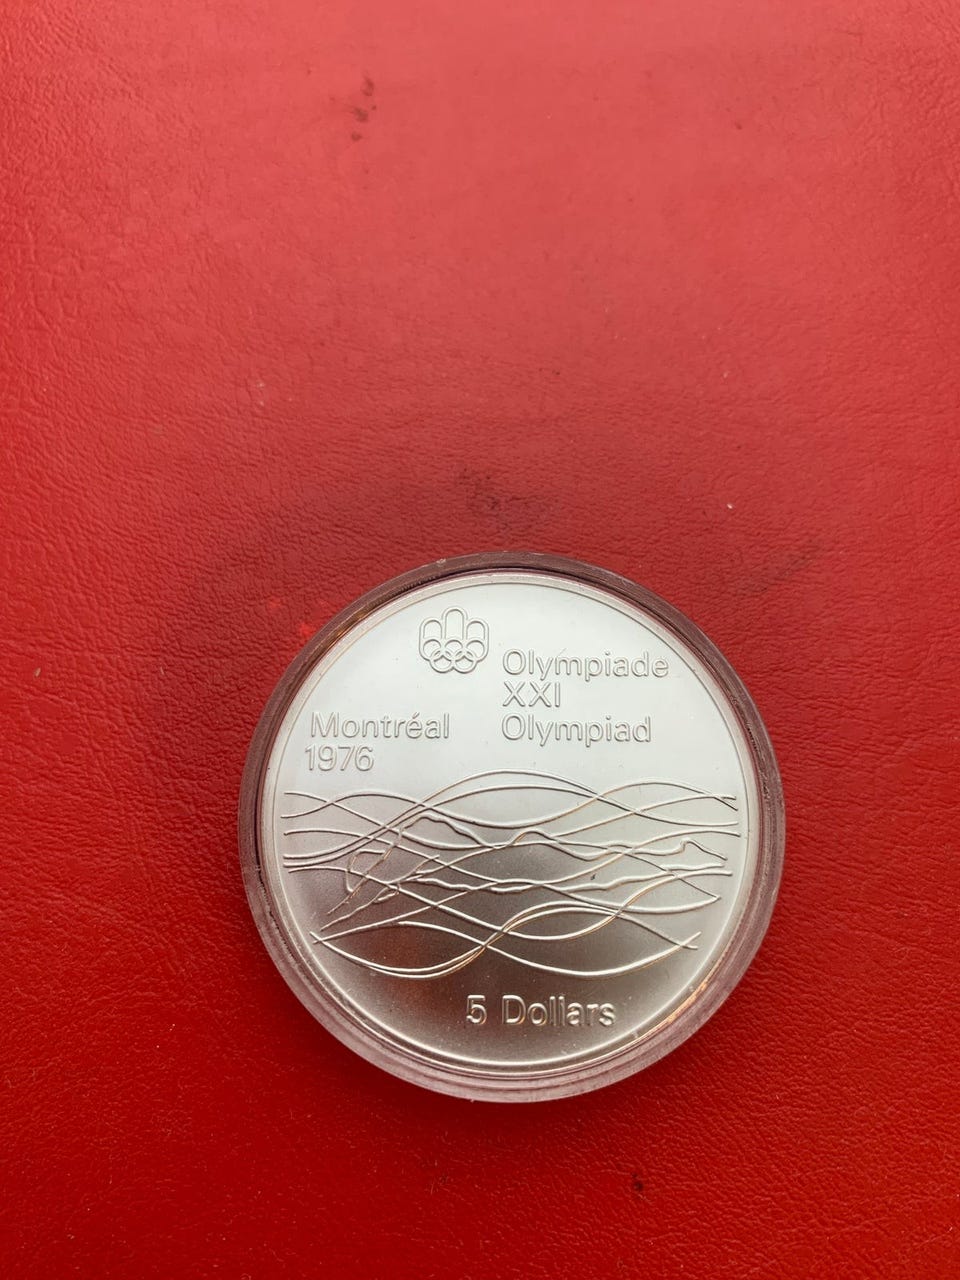 Olympiade
XXI
Olympiad
Montréal
1976
5 Dollars